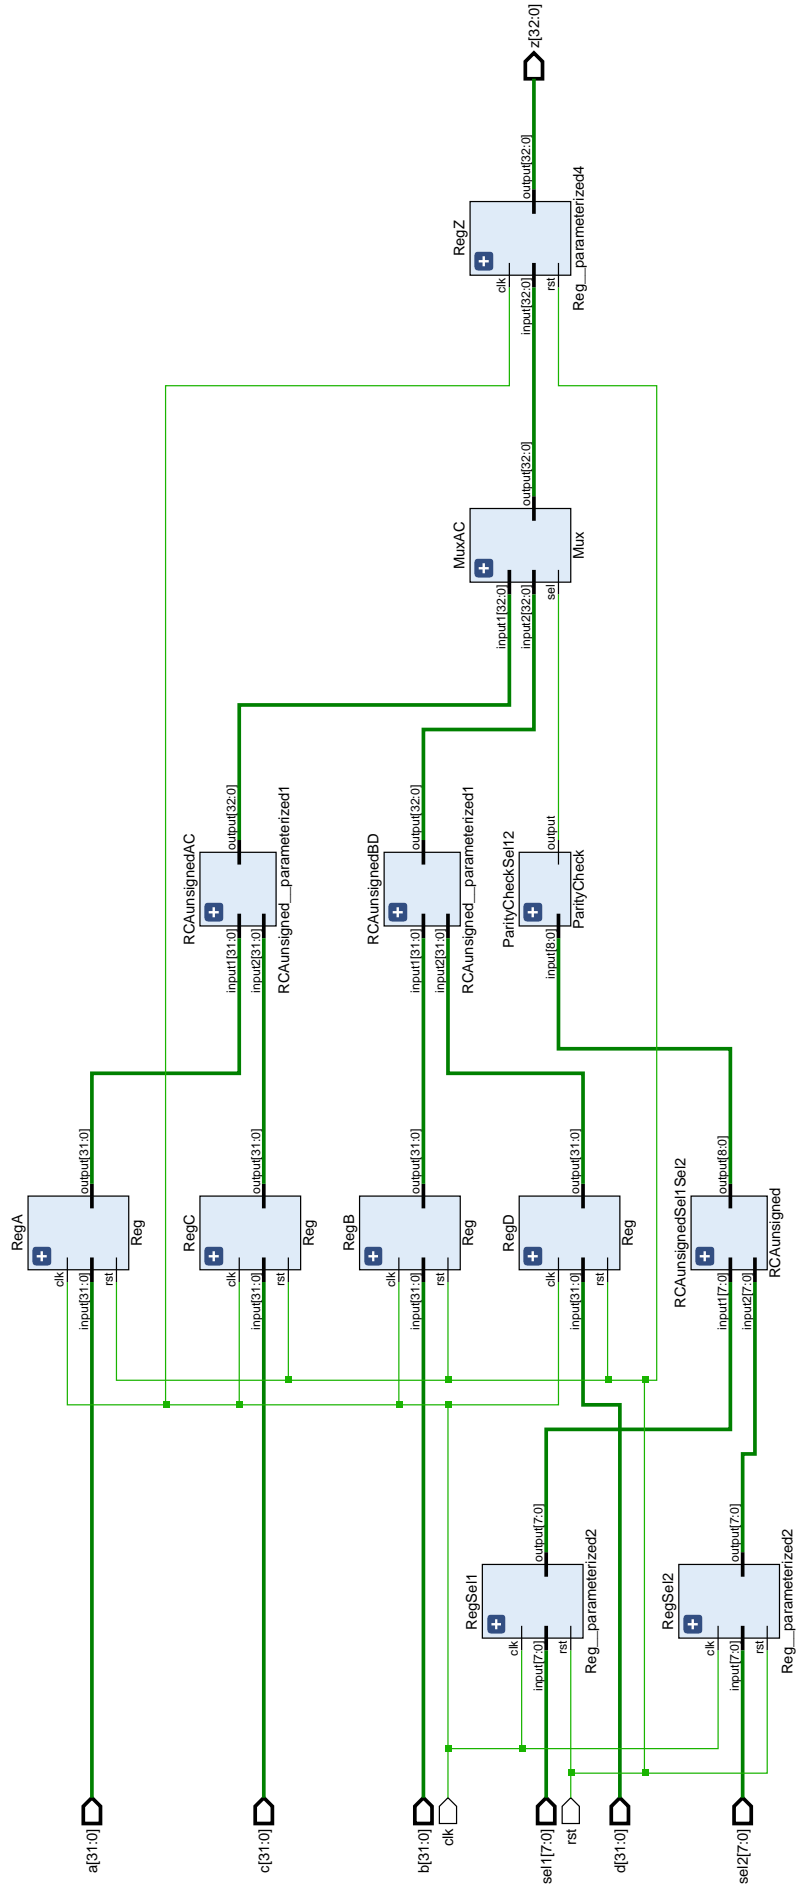 a[31:0]
c[31:0]
b[31:0]
clk
sel1[7:0]
rst
d[31:0]
sel2[7:0]
RegSel1
clk
input[7:0]
rst
output[7:0]
Reg__parameterized2
RegSel2
clk
input[7:0]
rst
output[7:0]
Reg__parameterized2
RegA
clk
input[31:0]
rst
output[31:0]
Reg
RegC
clk
input[31:0]
rst
output[31:0]
Reg
RegB
clk
input[31:0]
rst
output[31:0]
Reg
RegD
clk
input[31:0]
rst
output[31:0]
Reg
RCAunsignedSel1Sel2
input1[7:0]
input2[7:0]
output[8:0]
RCAunsigned
RCAunsignedAC
input1[31:0]
input2[31:0]
output[32:0]
RCAunsigned__parameterized1
RCAunsignedBD
input1[31:0]
input2[31:0]
output[32:0]
RCAunsigned__parameterized1
ParityCheckSel12
input[8:0]
output
ParityCheck
MuxAC
input1[32:0]
input2[32:0]
sel
output[32:0]
Mux
RegZ
clk
input[32:0]
rst
output[32:0]
Reg__parameterized4
z[32:0]